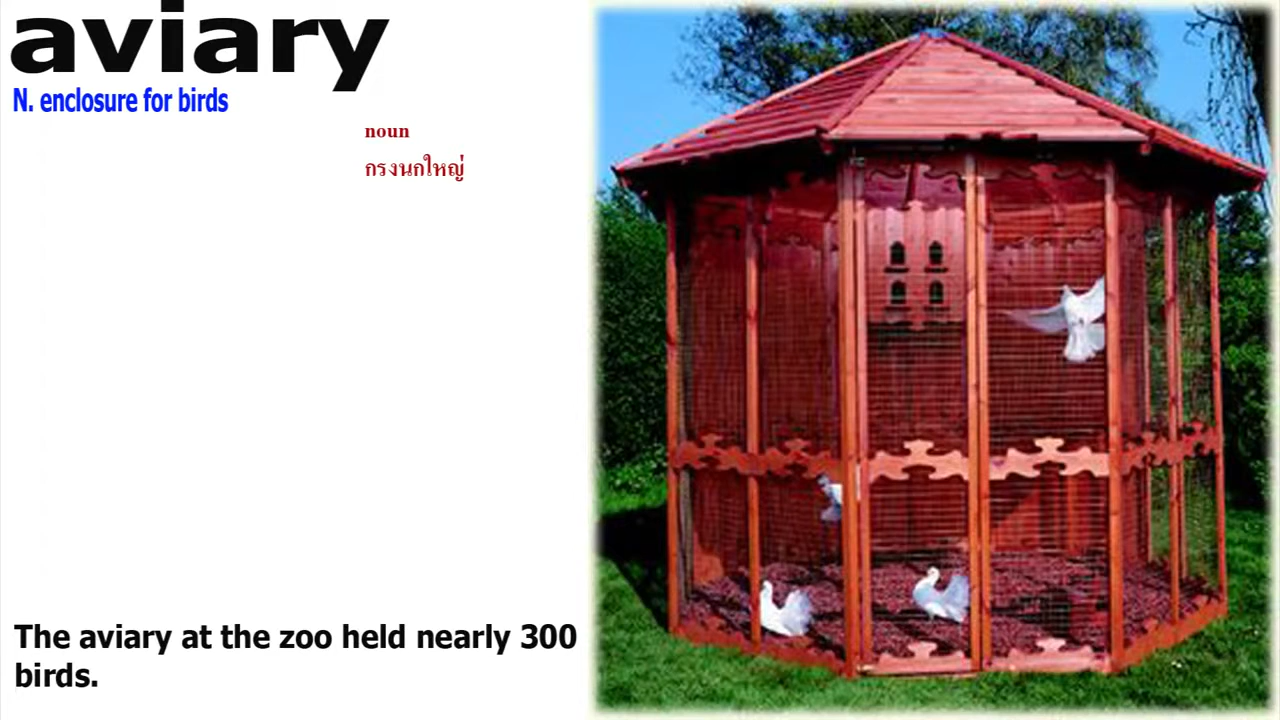 aviary
N. enclosure for birds
noun
กรงนกใหญ่
The aviary at the zoo held nearly 300
birds.